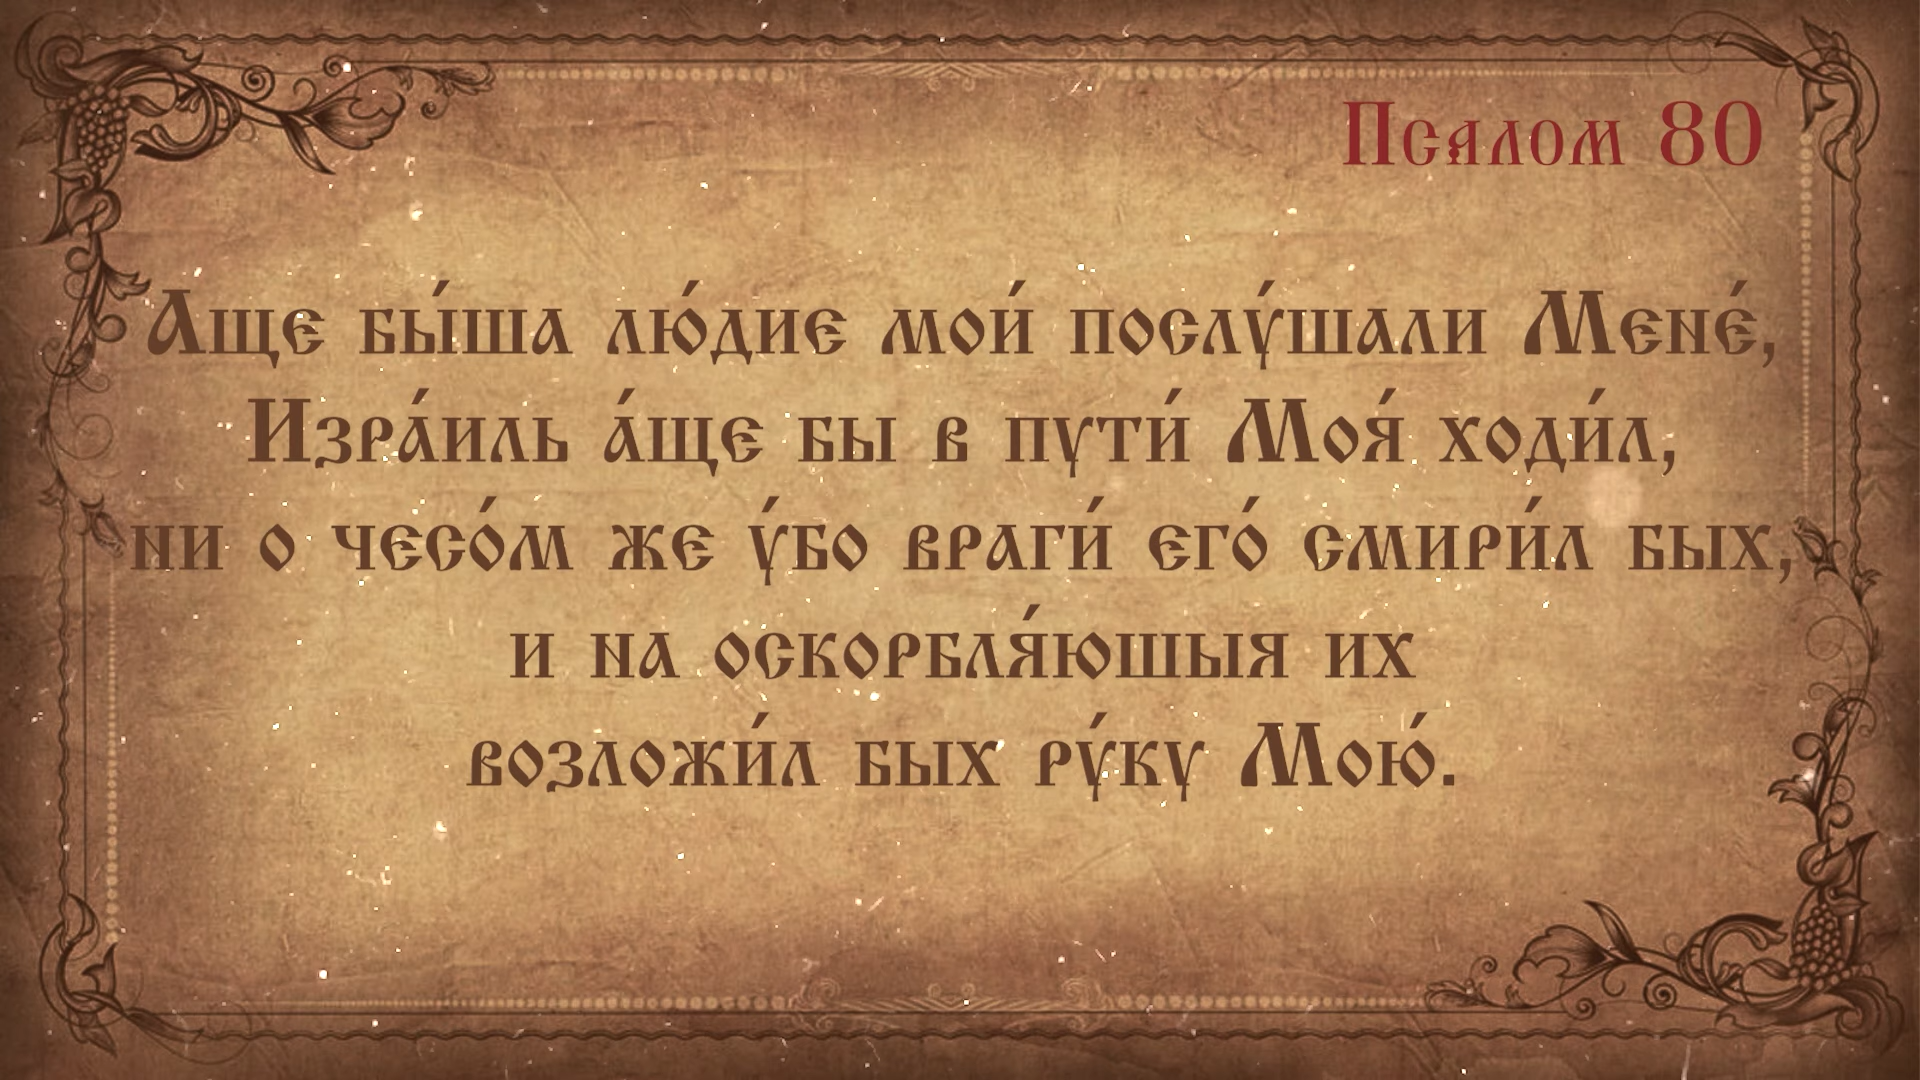 Псалом 80
Аще бы́ша лю́дие мои́ послу́шали Мене́,
Изра́иль а́ще бы в пути́ Моя́ ходи́л,
ни о чесо́м же у́бо враги́ его́ смири́л бых,
и на оскорбля́юшыя их
возложи́л бых ру́ку Мою́.